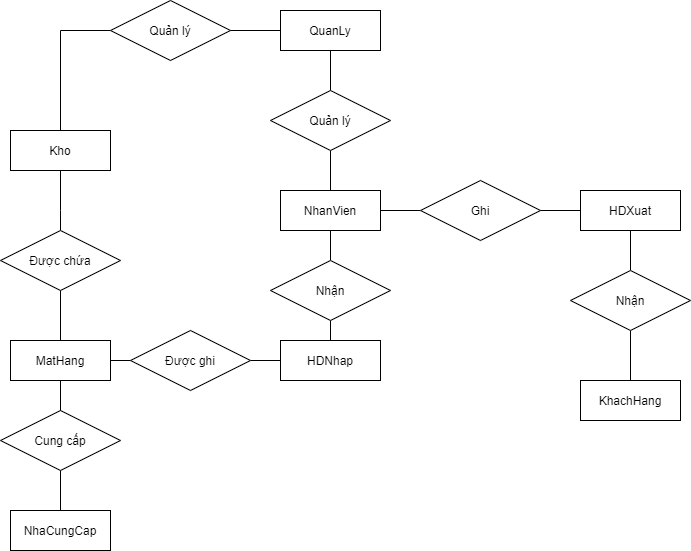 Quản lý
QuanLy
Quản lý
Kho
NhanVien
Ghi
HDXuat
Được chứa
Nhận
Nhận
MatHang
Được ghi
HDNhap
KhachHang
Cung cấp
NhaCungCap